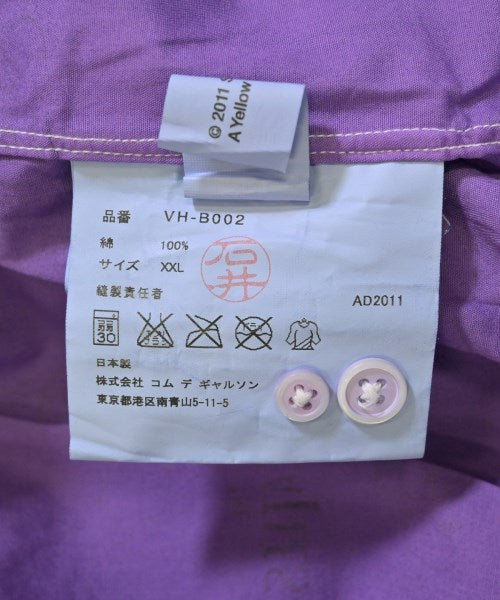 © 2011 S
A Yellow
品番 VH-B002
綿 100%
サイズ XXL
石井
縫製責任者
AD2011
30
日本製
株式会社 コム デ ギャルソン
東京都港区南青山5-11-5